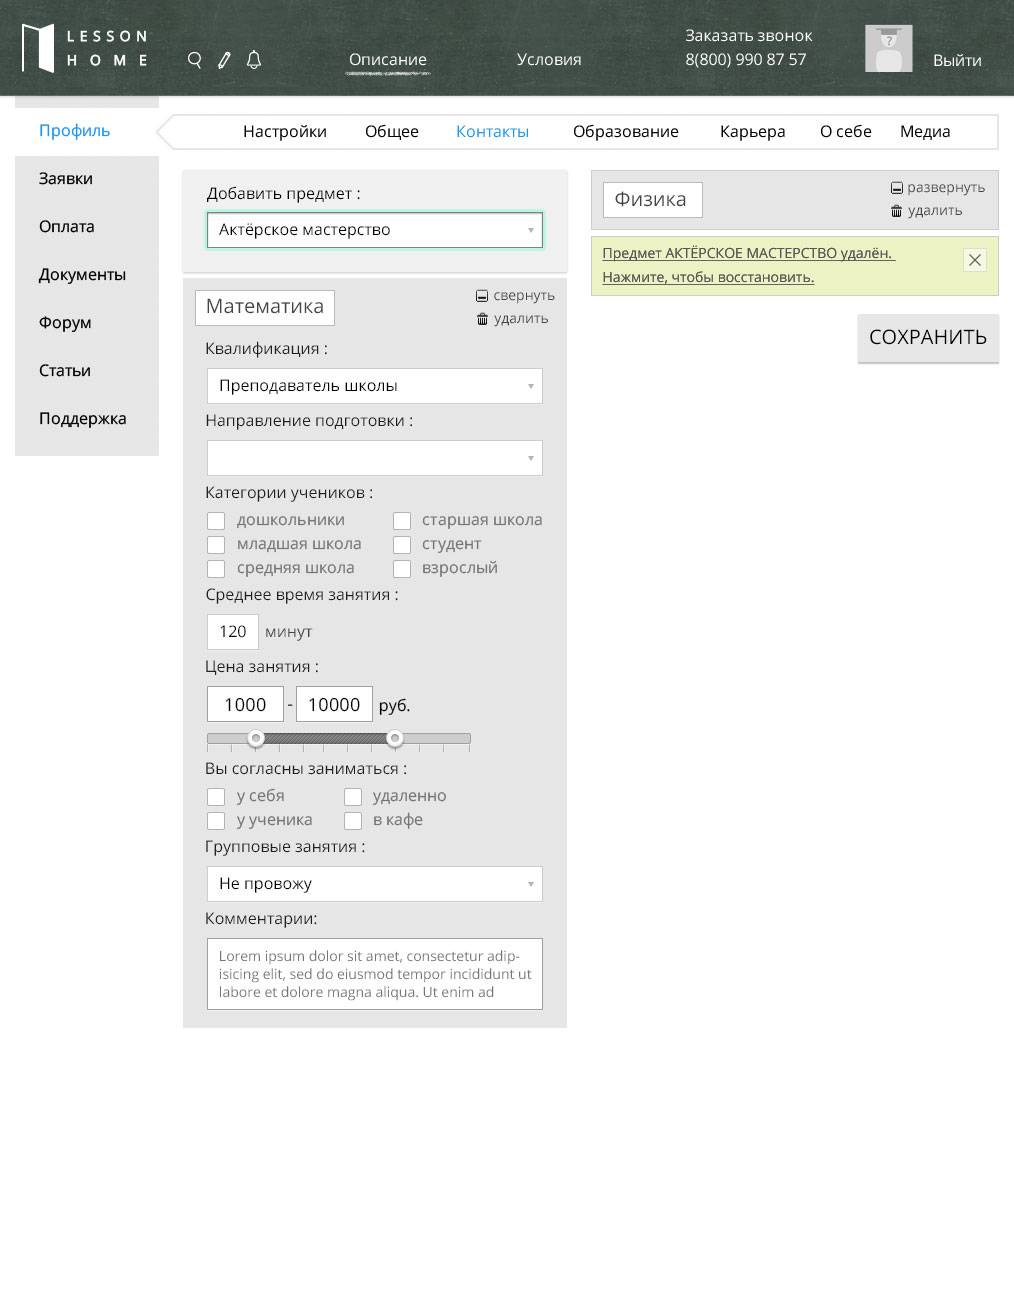 LESSON
HOME
Описание
Условия
Заказать звонок
8(800) 990 87 57
?
Выйти
Профиль
Настройки
Общее
Контакты
Образование
Карьера
О себе
Медиа
Заявки
Оплата
Документы
Форум
Статьи
Поддержка
Добавить предмет :
Актёрское мастерство
Математика
свернуть
удалить
Квалификация :
Преподаватель школы
Направление подготовки :
Категории учеников :
дошкольники
старшая школа
младшая школа
студент
средняя школа
взрослый
Среднее время занятия :
120 минут
Цена занятия :
1000 - 10000 руб.
Вы согласны заниматься :
у себя
удаленно
у ученика
в кафе
Групповые занятия :
Не провожу
Комментарии:
Lorem ipsum dolor sit amet, consectetur adip-
isicing elit, sed do eiusmod tempor incididunt ut
labore et dolore magna aliqua. Ut enim ad
Физика
развернуть
удалить
Предмет АКТЁРСКОЕ МАСТЕРСТВО удалён.
Нажмите, чтобы восстановить.
СОХРАНИТЬ